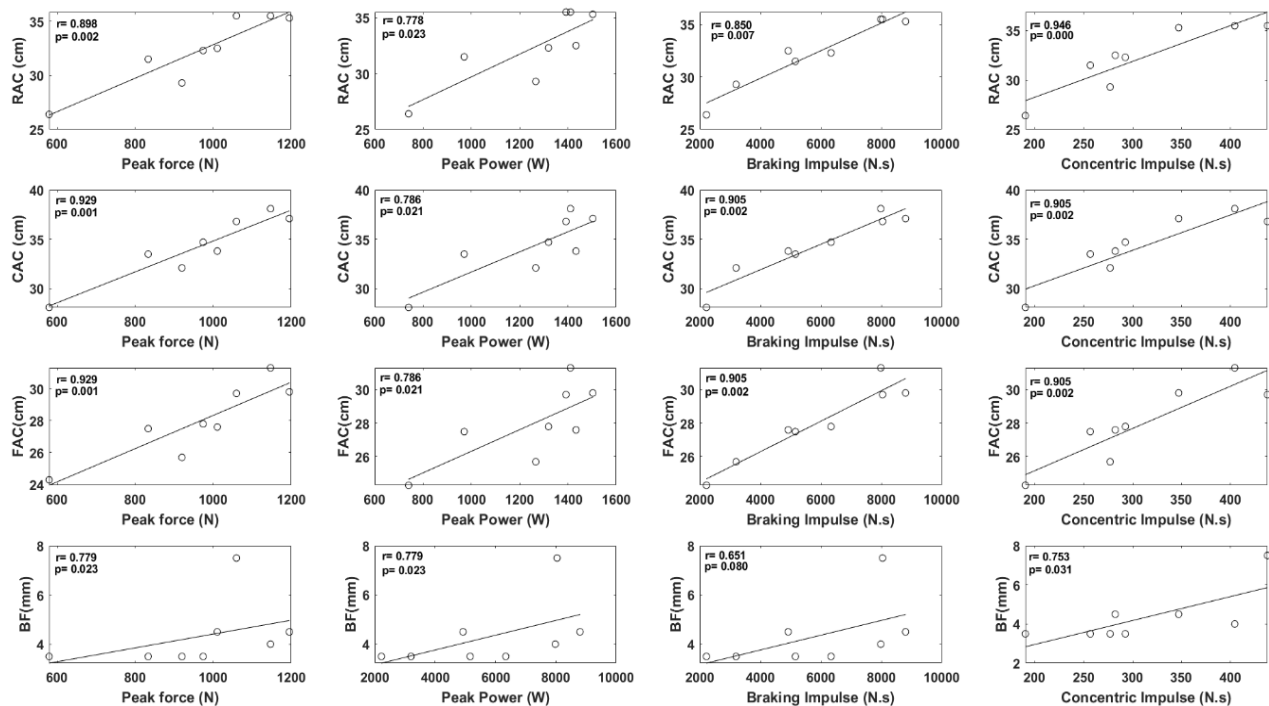 r= 0.898
p= 0.002
RAC (cm)
35
30
25
600 800 1000 1200
Peak force (N)
r= 0.778
p= 0.023
RAC (cm)
35
30
25
600 800 1000 1200 1400 1600
Peak Power (W)
r= 0.850
p= 0.007
RAC (cm)
35
30
25
2000 4000 6000 8000 10000
Braking Impulse (N.s)
r= 0.946
p= 0.000
RAC (cm)
35
30
25
200 250 300 350 400
Concentric Impulse (N.s)
r= 0.929
p= 0.001
CAC (cm)
40
35
30
600 800 1000 1200
Peak force (N)
r= 0.786
p= 0.021
CAC (cm)
40
35
30
600 800 1000 1200 1400 1600
Peak Power (W)
r= 0.905
p= 0.002
CAC (cm)
40
35
30
2000 4000 6000 8000 10000
Braking Impulse (N.s)
r= 0.905
p= 0.002
CAC (cm)
40
35
30
200 250 300 350 400
Concentric Impulse (N.s)
r= 0.929
p= 0.001
FAC(cm)
30
28
26
24
600 800 1000 1200
Peak force (N)
r= 0.786
p= 0.021
FAC(cm)
30
28
26
600 800 1000 1200 1400 1600
Peak Power (W)
r= 0.905
p= 0.002
FAC(cm)
30
28
26
2000 4000 6000 8000 10000
Braking Impulse (N.s)
r= 0.905
p= 0.002
FAC(cm)
30
28
26
200 250 300 350 400
Concentric Impulse (N.s)
r= 0.779
p= 0.023
BF(mm)
8
6
4
600 800 1000 1200
Peak force (N)
r= 0.779
p= 0.023
BF(mm)
8
6
4
2000 4000 6000 8000 10000
Peak Power (W)
r= 0.651
p= 0.080
BF(mm)
8
6
4
2000 4000 6000 8000 10000
Braking Impulse (N.s)
r= 0.753
p= 0.031
BF(mm)
8
6
4
2
200 250 300 350 400
Concentric Impulse (N.s)